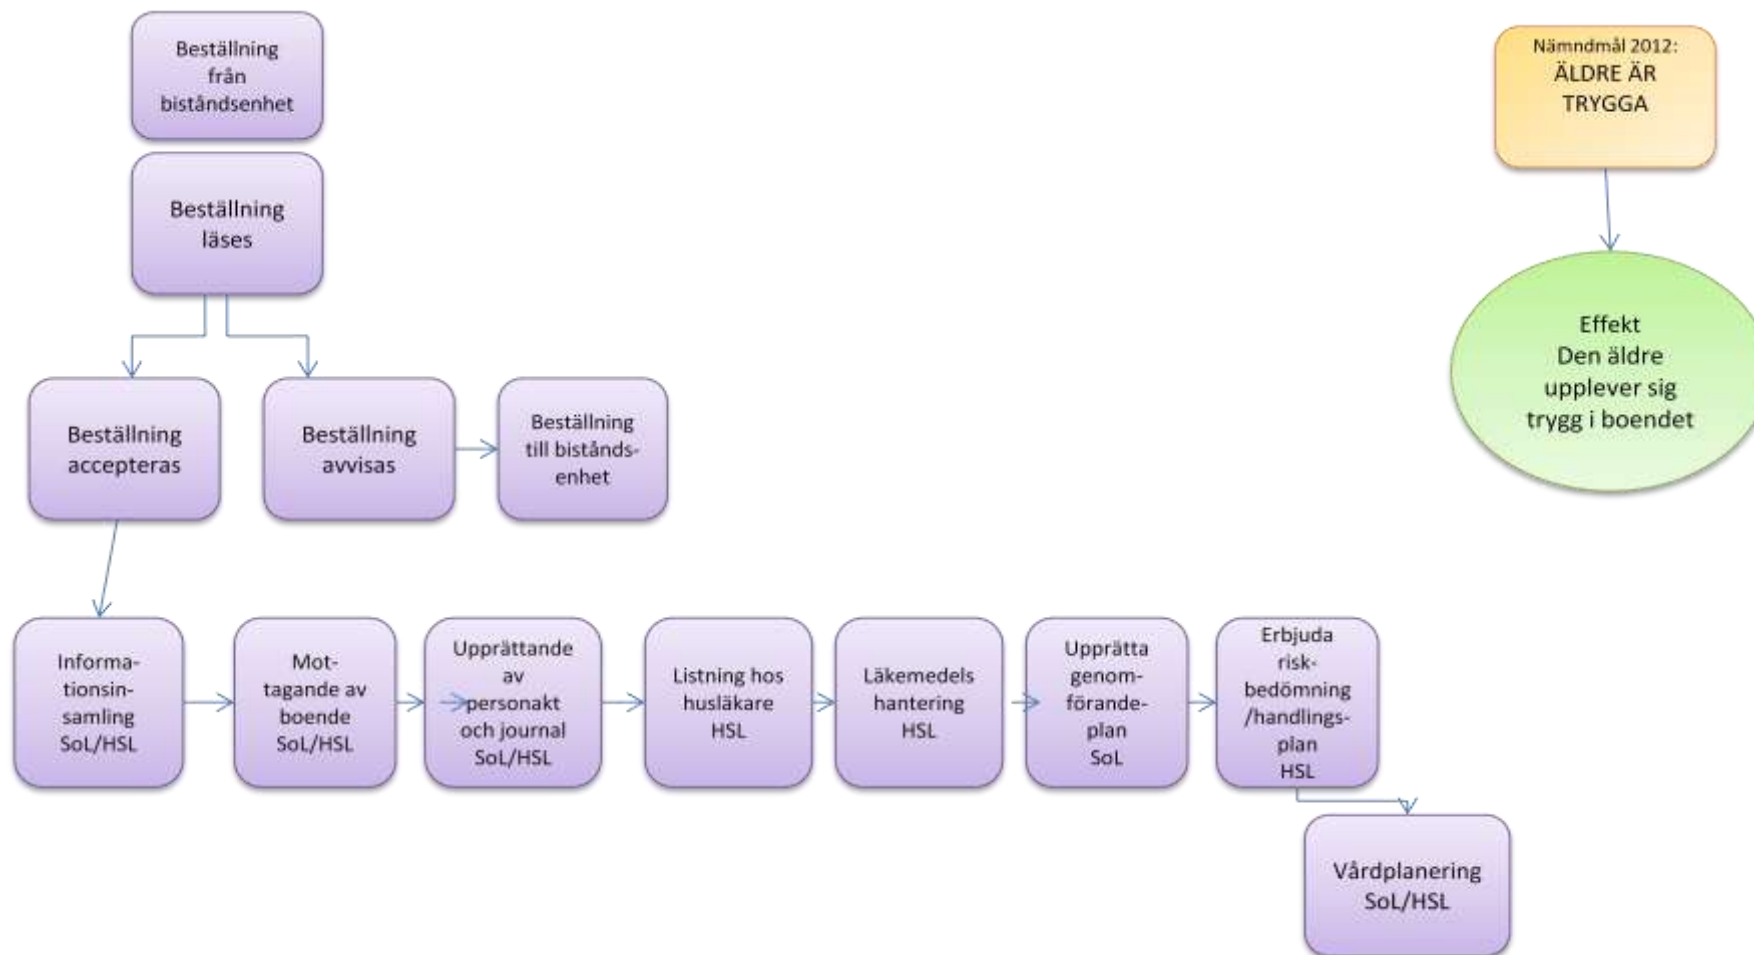 Beställning
från
biståndsenhet
Nämndmål 2012:
ÄLDRE ÄR
TRYGGA
Beställning
läses
Effekt
Den äldre
upplever sig
trygg i boendet
Beställning
accepteras
Beställning
avvisas
Beställning
till bistånds-
enhet
Informa-
tionsin-
samling
SoL/HSL
Mot-
tagande av
boende
SoL/HSL
Upprättande
av
personakt
och journal
SoL/HSL
Listning hos
husläkare
HSL
Läkemedels
hantering
HSL
Upprätta
genom-
förande-
plan
SoL
Erbjuda
risk-
bedömning
/handlings-
plan
HSL
Vårdplanering
SoL/HSL